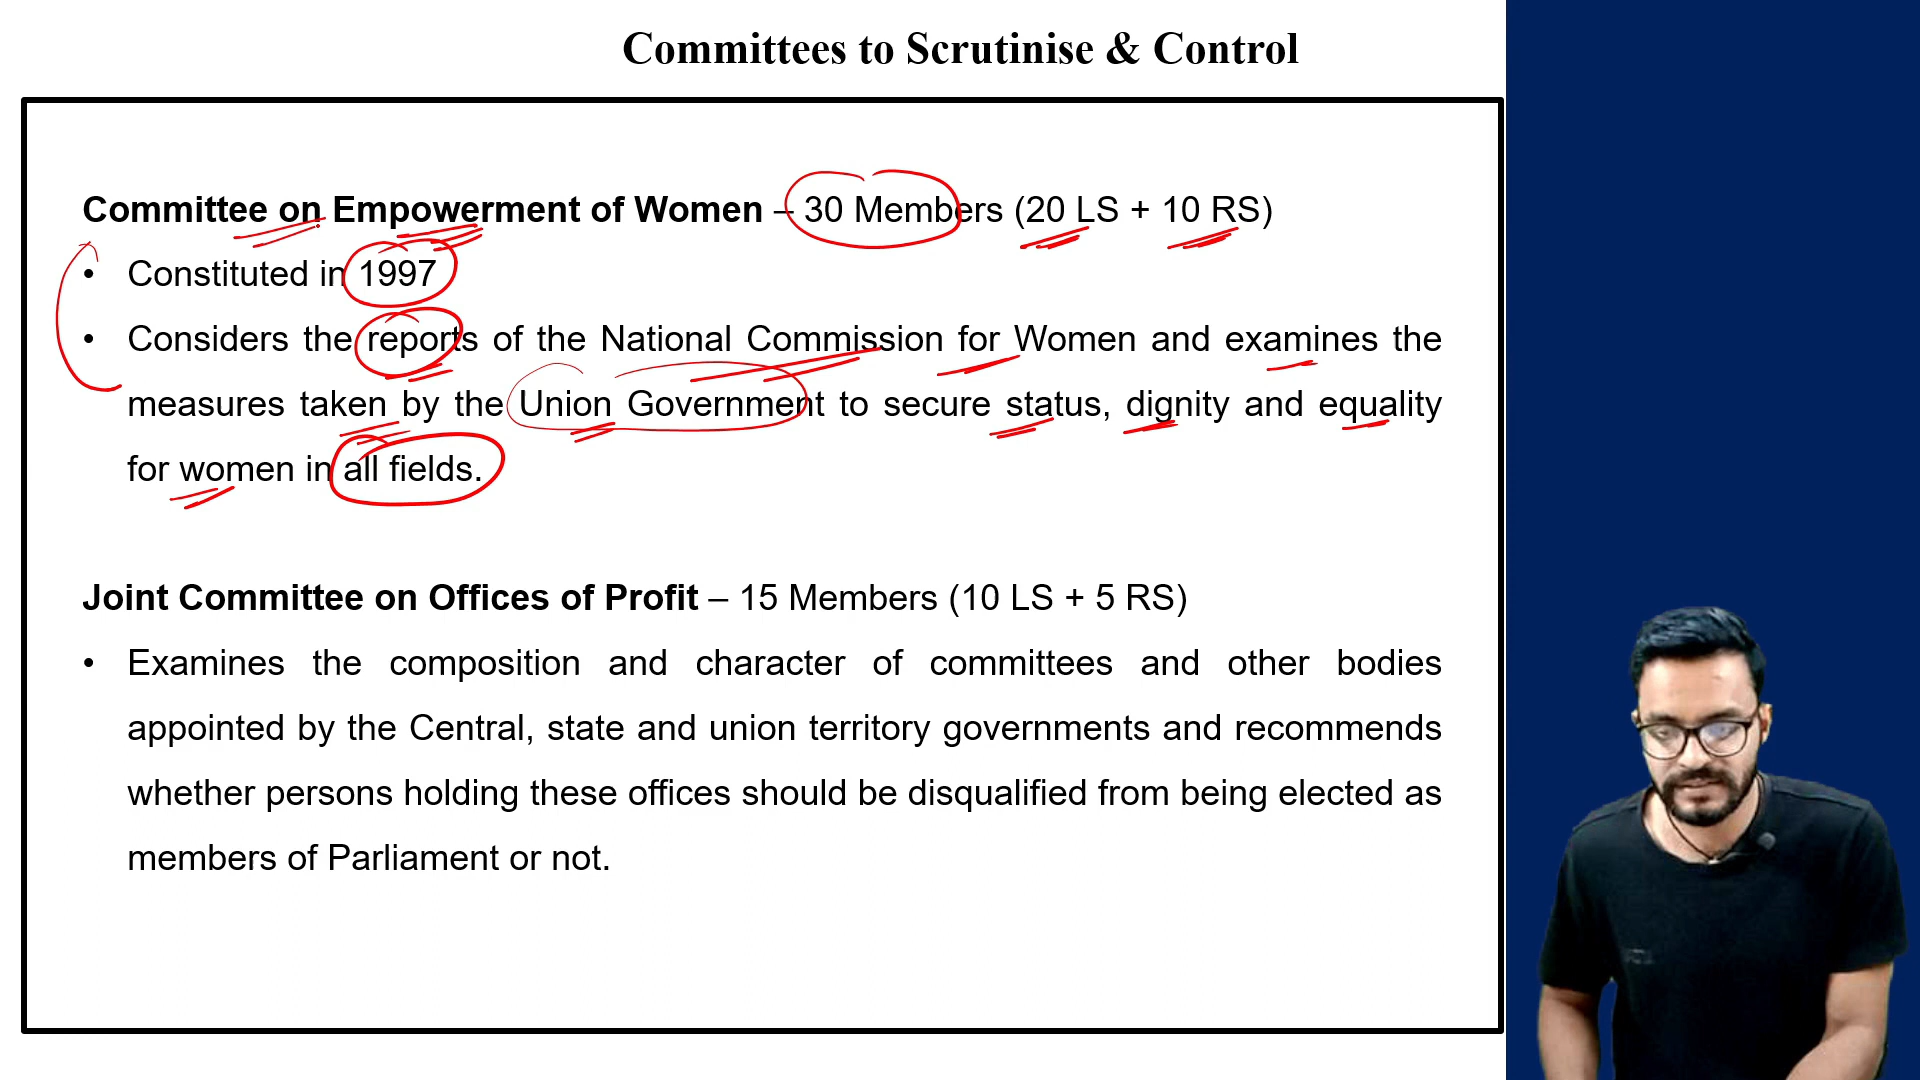 Committees to Scrutinise & Control
Committee on Empowerment of Women – 30 Members (20 LS + 10 RS)
• Constituted in 1997
• Considers the reports of the National Commission for Women and examines the
measures taken by the Union Government to secure status, dignity and equality
for women in all fields.
Joint Committee on Offices of Profit – 15 Members (10 LS + 5 RS)
• Examines the composition and character of committees and other bodies
appointed by the Central, state and union territory governments and recommends
whether persons holding these offices should be disqualified from being elected as
members of Parliament or not.